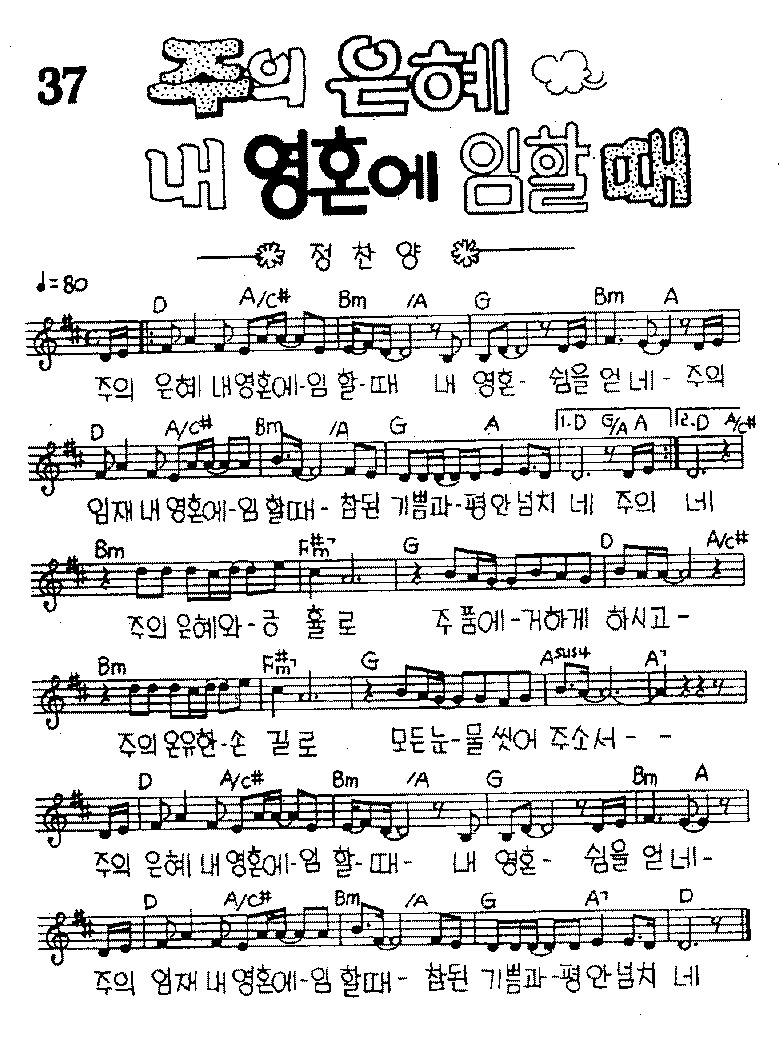 37
주의 은혜
내 영혼에 임할 때
정 찬 양
♩=80
D A/C# Bm /A G Bm A
주의 은혜 내영혼에-임 할-때 내 영혼- 쉼을 얻 네- 주의
D A/C# Bm /A G A 1.D G/A A 2.D A/C#
임재 내 영혼에-임 할때- 참된 기쁨과-평안 넘치 네 주의 네
Bm F#m7 G D A/C#
주의 은혜와-긍 휼 로 주 품에-거하게 하시고-
Bm F#m7 G Asus4 A7
주의 온유한-손 길 로 모든눈-물 씻어 주소서 - -
D A/C# Bm /A G Bm A
주의 은혜 내 영혼에-임 할-때- 내 영혼- 쉼을 얻 네-
D A/C# Bm /A G A7 D
주의 임재 내 영혼에-임 할때- 참된 기쁨과-평안넘치 네